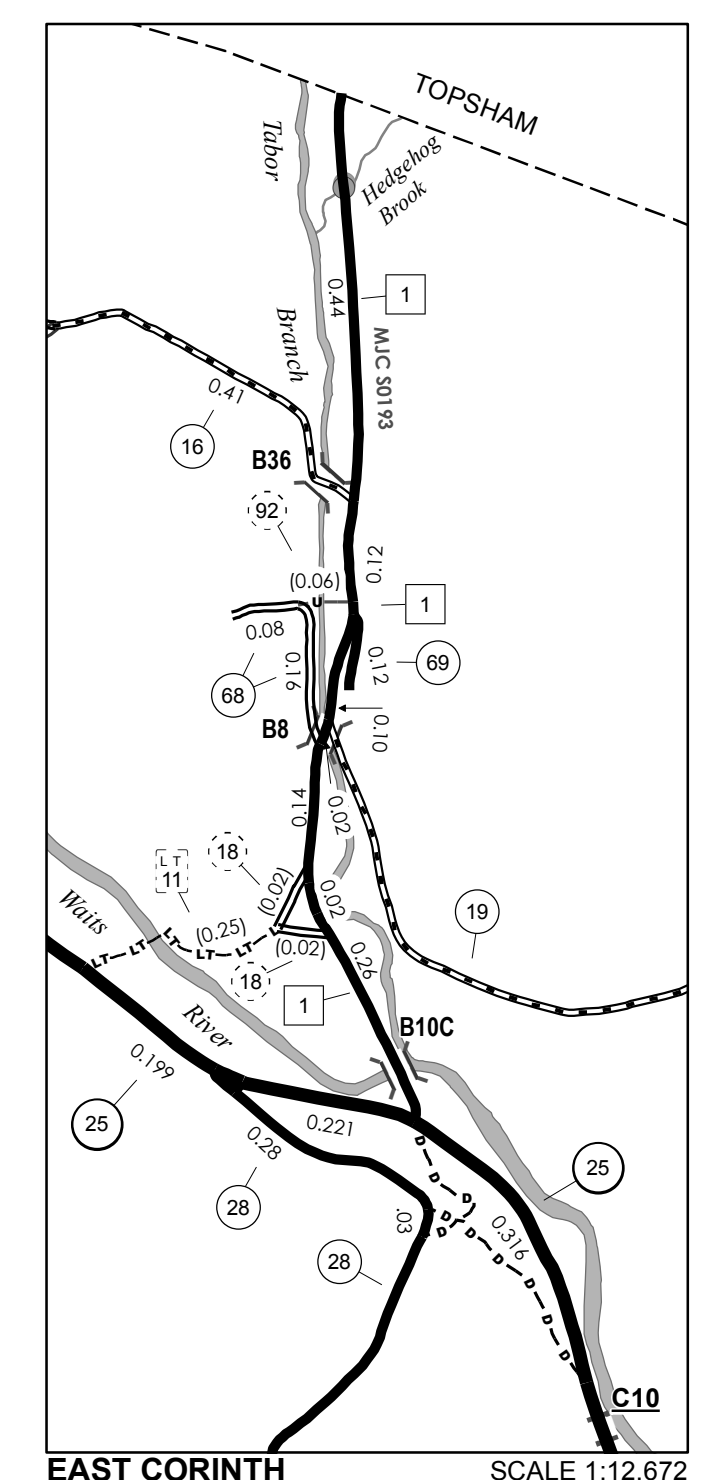 TOPSHAM
Tabor
Hedgehog
Brook
0.44
1
Branch
MJC S0193
0.41
16
B36
92
0.12
(0.06)
U
1
0.08
0.16
0.12
69
68
B8
0.10
0.14
0.02
18
L T
11
(0.02)
0.02
Waits
(0.25)
19
L T
LT
LT
LT
LT
L
(0.02)
18
0.26
1
River
B10C
0.199
25
0.221
0.28
D
D
D
D
25
28
.03
D
D
0.316
D
D
D
D
28
C10
EAST CORINTH
SCALE 1:12,672